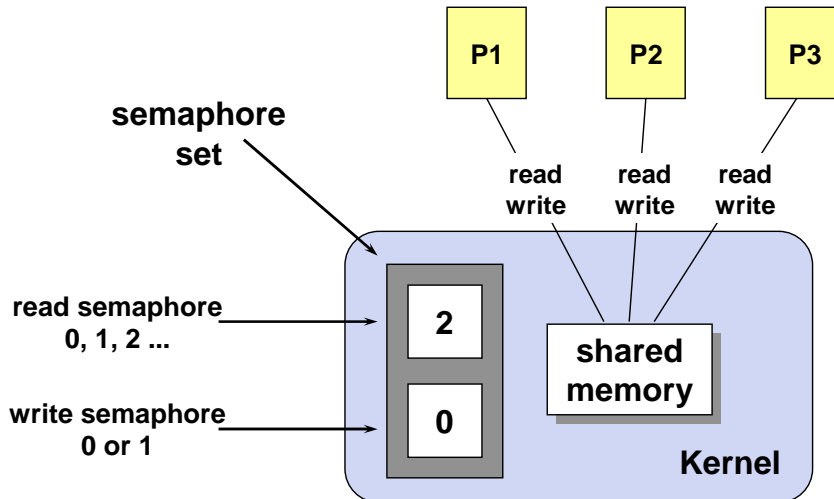 P1
P2
P3
semaphore
set
read
write
read
write
read
write
read semaphore
0, 1, 2 ...
2
shared
memory
write semaphore
0 or 1
0
Kernel